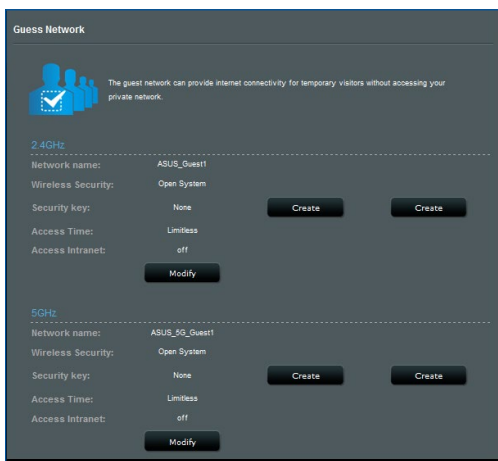 Guess Network
The guest network can provide internet connectivity for temporary visitors without accessing your
private network.
2.4GHz
Network name: ASUS_Guest1
Wireless Security: Open System
Security key: None Create Create
Access Time: Limitless
Access Intranet: off
Modify
5GHz
Network name: ASUS_5G_Guest1
Wireless Security: Open System
Security key: None Create Create
Access Time: Limitless
Access Intranet: off
Modify